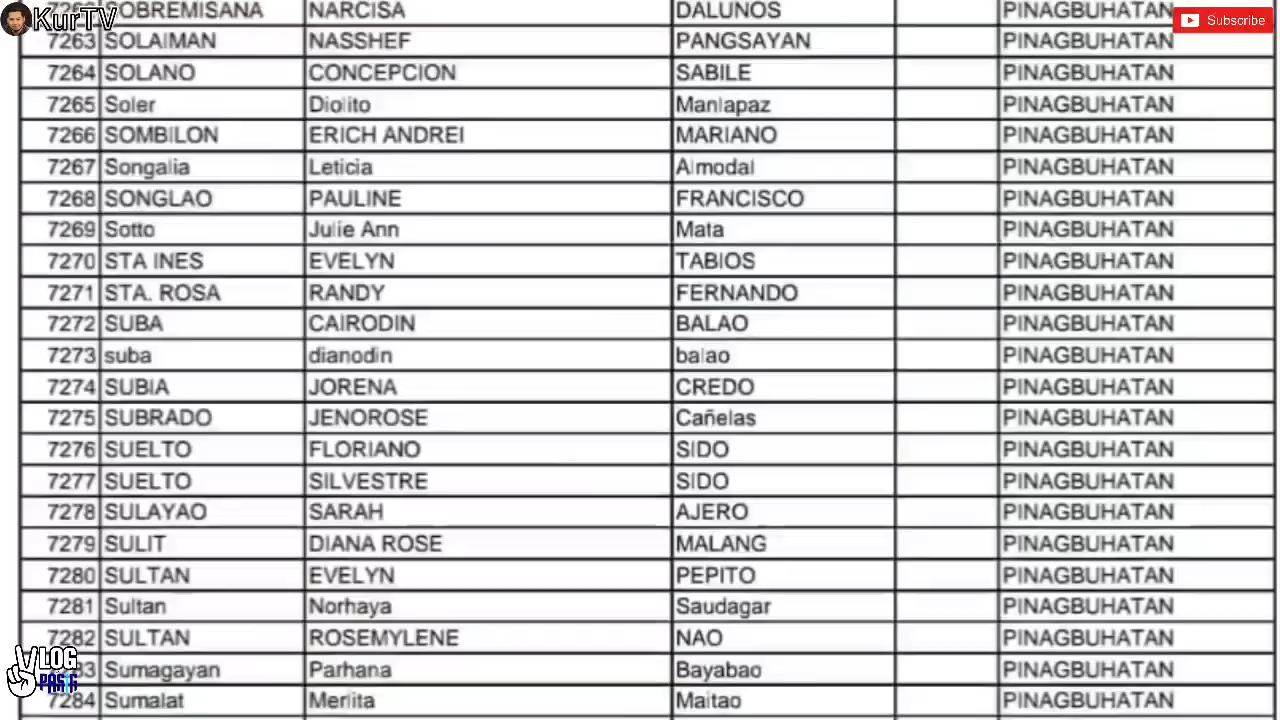 KurTV
Subscribe
SOBREMISANA NARCISA DALUNOS PINAGBUHATAN
7263 SOLAIMAN NASSHEF PANGSAYAN PINAGBUHATAN
7264 SOLANO CONCEPCION SABILE PINAGBUHATAN
7265 Soler Diolito Manlapaz PINAGBUHATAN
7266 SOMBILON ERICH ANDREI MARIANO PINAGBUHATAN
7267 Songalia Leticia Almodal PINAGBUHATAN
7268 SONGLAO PAULINE FRANCISCO PINAGBUHATAN
7269 Sotto Julie Ann Mata PINAGBUHATAN
7270 STA INES EVELYN TABIOS PINAGBUHATAN
7271 STA. ROSA RANDY FERNANDO PINAGBUHATAN
7272 SUBA CAIRODIN BALAO PINAGBUHATAN
7273 suba dianodin balao PINAGBUHATAN
7274 SUBIA JORENA CREDO PINAGBUHATAN
7275 SUBRADO JENOROSE Cañelas PINAGBUHATAN
7276 SUELTO FLORIANO SIDO PINAGBUHATAN
7277 SUELTO SILVESTRE SIDO PINAGBUHATAN
7278 SULAYAO SARAH AJERO PINAGBUHATAN
7279 SULIT DIANA ROSE MALANG PINAGBUHATAN
7280 SULTAN EVELYN PEPITO PINAGBUHATAN
7281 Sultan Norhaya Saudagar PINAGBUHATAN
7282 SULTAN ROSEMYLENE NAO PINAGBUHATAN
Sumagayan Parhana Bayabao PINAGBUHATAN
7284 Sumalat Merlita Maitao PINAGBUHATAN
VLOG
PASIG